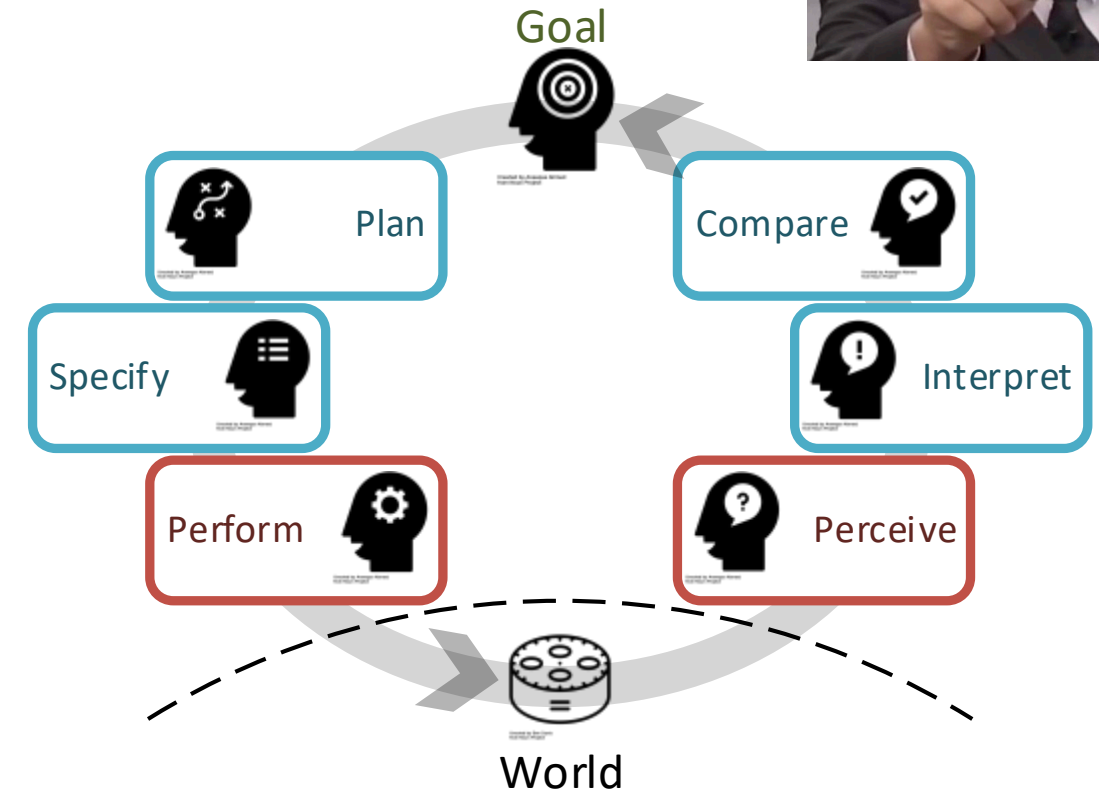 Goal
Plan
Compare
Specify
Interpret
Perform
Perceive
World